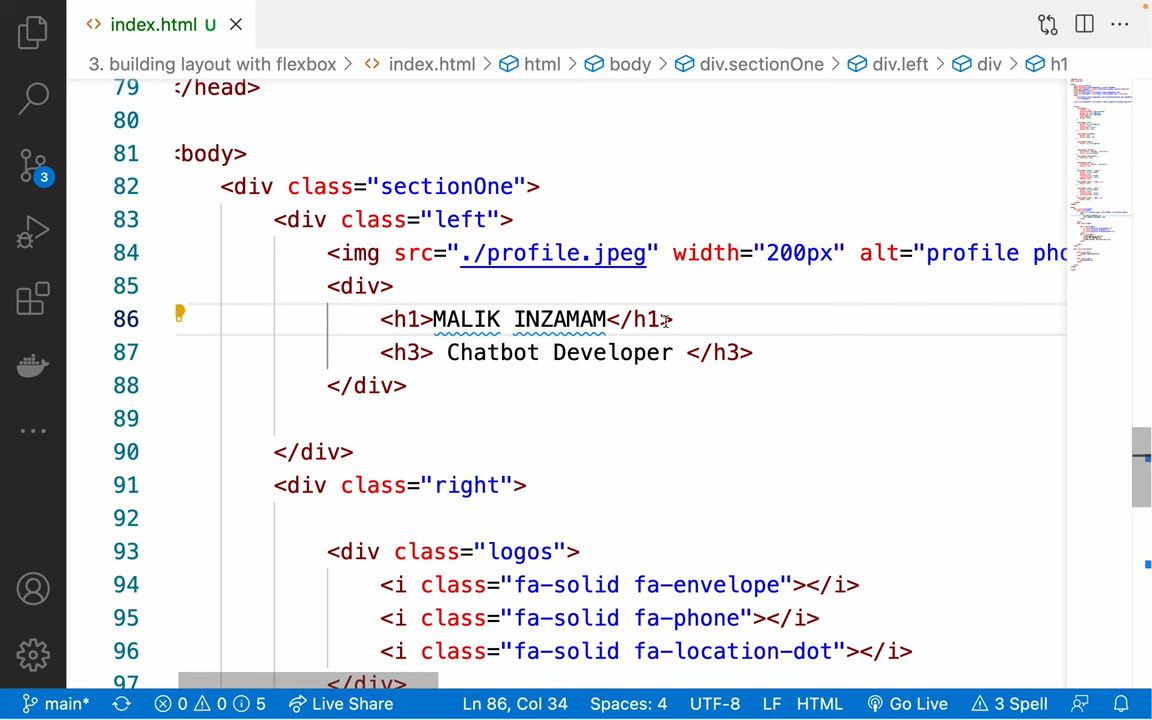 index.html U
3. building layout with flexbox > index.html > html > body > div.sectionOne > div.left > div > h1
79 </head>
80
81 <body>
82 <div class="sectionOne">
83 <div class="left">
84 <img src="./profile.jpeg" width="200px" alt="profile pho
85 <div>
86 <h1>MALIK INZAMAM</h1>
87 <h3> Chatbot Developer </h3>
88 </div>
89
90 </div>
91 <div class="right">
92
93 <div class="logos">
94 <i class="fa-solid fa-envelope"></i>
95 <i class="fa-solid fa-phone"></i>
96 <i class="fa-solid fa-location-dot"></i>
97 </div>
3
main* 0 0 5 Live Share Ln 86, Col 34 Spaces: 4 UTF-8 LF HTML Go Live 3 Spell